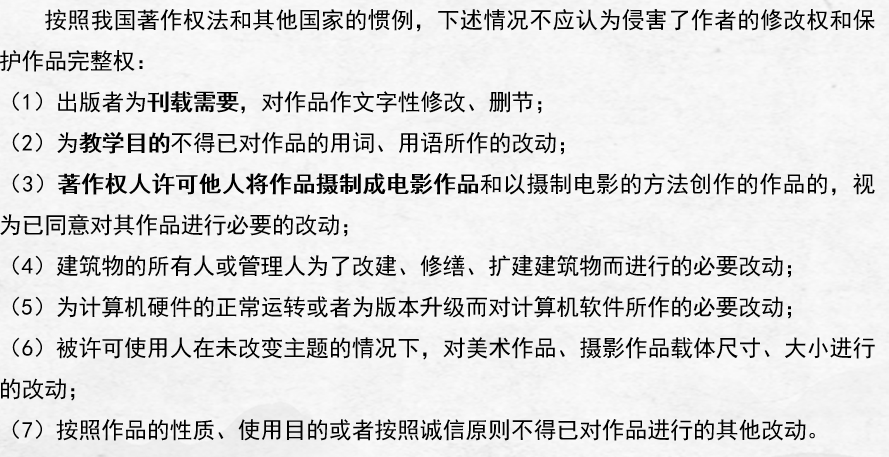 按照我国著作权法和其他国家的惯例，下述情况不应认为侵害了作者的修改权和保
护作品完整权：
（1）出版者为刊载需要，对作品作文字性修改、删节；
（2）为教学目的不得已对作品的用词、用语所作的改动；
（3）著作权人许可他人将作品摄制成电影作品和以摄制电影的方法创作的作品的，视
为已同意对其作品进行必要的改动；
（4）建筑物的所有人或管理人为了改建、修缮、扩建建筑物而进行的必要改动；
（5）为计算机硬件的正常运转或者为版本升级而对计算机软件所作的必要改动；
（6）被许可使用人在未改变主题的情况下，对美术作品、摄影作品载体尺寸、大小进行
的改动；
（7）按照作品的性质、使用目的或者按照诚信原则不得已对作品进行的其他改动。